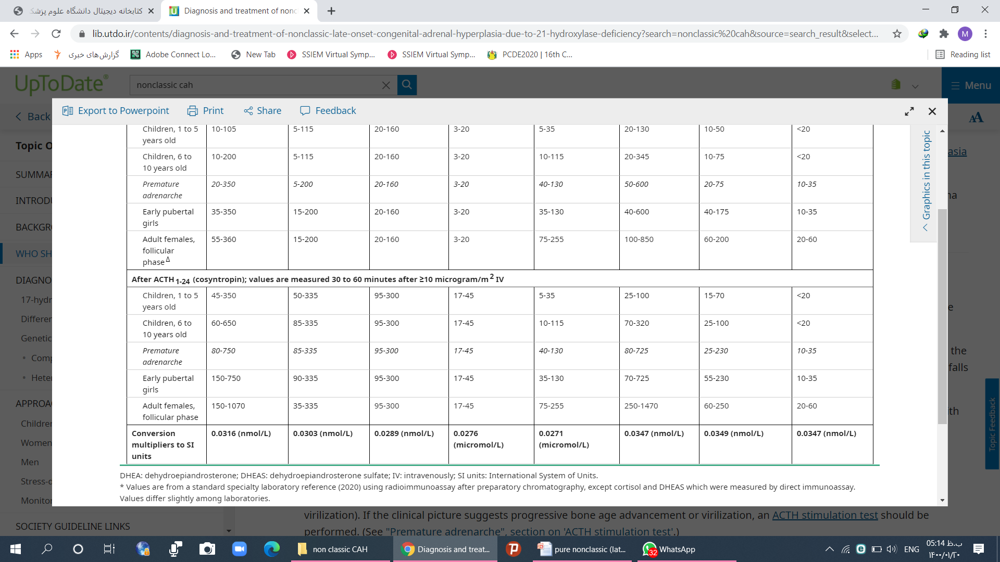 کتابخانه دیجیتال دانشگاه علوم پزشک
Diagnosis and treatment of nonc
lib.utdo.ir/contents/diagnosis-and-treatment-of-nonclassic-late-onset-congenital-adrenal-hyperplasia-due-to-21-hydroxylase-deficiency?search=nonclassic%20cah&source=search_result&select...
M
Apps گزارش‌های خبری Adobe Connect Lo... New Tab SSIEM Virtual Symp... SSIEM Virtual Symp... PCDE2020 | 16th C... Reading list
UpToDate®
nonclassic cah
Menu
Back
Export to Powerpoint Print Share Feedback
AA
Topic O
SUMMAR
INTRODU
BACKGR
WHO SH
DIAGNO
17-hydr
Differen
Genetic
• Comp
• Heter
APPROA
Children
Women
Men
Stress-d
Monitor
SOCIETY GUIDELINE LINKS
Children, 1 to 5 years old 10-105 5-115 20-160 3-20 5-35 20-130 10-50 <20
Children, 6 to 10 years old 10-200 5-115 20-160 3-20 10-115 20-345 10-75 <20
Premature adrenarche 20-350 5-200 20-160 3-20 40-130 50-600 20-75 10-35
Early pubertal girls 35-350 15-200 20-160 3-20 35-130 40-600 40-175 10-35
Adult females, follicular phase Δ 55-360 15-200 20-160 3-20 75-255 100-850 60-200 20-60
After ACTH 1-24 (cosyntropin); values are measured 30 to 60 minutes after ≥10 microgram/m 2 IV
Children, 1 to 5 years old 45-350 50-335 95-300 17-45 5-35 25-100 15-70 <20
Children, 6 to 10 years old 60-650 85-335 95-300 17-45 10-115 70-320 25-100 <20
Premature adrenarche 80-750 85-335 95-300 17-45 40-130 80-725 25-230 10-35
Early pubertal girls 150-750 90-335 95-300 17-45 35-130 70-725 55-230 10-35
Adult females, follicular phase 150-1070 35-335 95-300 17-45 75-255 250-1470 60-250 20-60
Conversion multipliers to SI units 0.0316 (nmol/L) 0.0303 (nmol/L) 0.0289 (nmol/L) 0.0276 (micromol/L) 0.0271 (micromol/L) 0.0347 (nmol/L) 0.0349 (nmol/L) 0.0347 (nmol/L)
DHEA: dehydroepiandrosterone; DHEAS: dehydroepiandrosterone sulfate; IV: intravenously; SI units: International System of Units.
* Values are from a standard specialty laboratory reference (2020) using radioimmunoassay after preparatory chromatography, except cortisol and DHEAS which were measured by direct immunoassay.
Values differ slightly among laboratories.
Graphics in this topic
asia
na
e
the
falls
th
Topic Feedback
virilization). If the clinical picture suggests progressive bone age advancement or virilization, an ACTH stimulation test should be
performed. (See "Premature adrenarche", section on 'ACTH stimulation test'.)
non classic CAH Diagnosis and treat... pure nonclassic (lat... 32 WhatsApp ENG
05:14 ب.ظ
۱۴۰۰/۰۱/۲۰